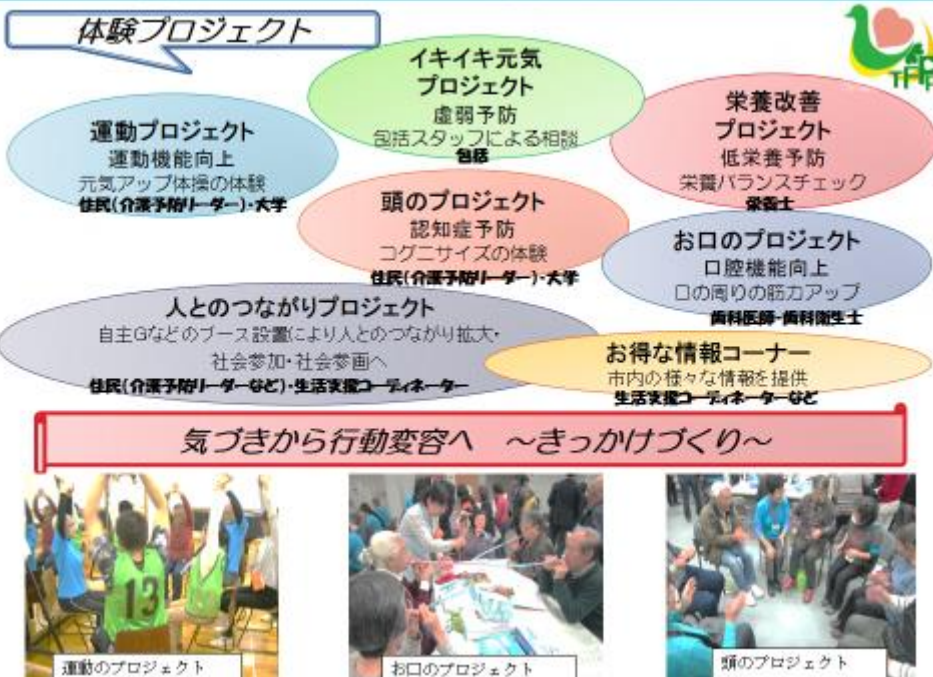 体験プロジェクト
イキイキ元気
プロジェクト
虚弱予防
包括スタッフによる相談
包括
運動プロジェクト
運動機能向上
元気アップ体操の体験
住民(介護予防リーダー)・大学
栄養改善
プロジェクト
低栄養予防
栄養バランスチェック
栄養士
頭のプロジェクト
認知症予防
コグニサイズの体験
住民(介護予防リーダー)・大学
お口のプロジェクト
口腔機能向上
口の周りの筋力アップ
歯科医師・歯科衛生士
人とのつながりプロジェクト
自主Gなどのブース設置により人とのつながり拡大・
社会参加・社会参画へ
住民(介護予防リーダーなど)・生活支援コーディネーター
お得な情報コーナー
市内の様々な情報を提供
生活支援コーディネーターなど
気づきから行動変容へ ～きっかけづくり～
13
運動のプロジェクト
お口のプロジェクト
頭のプロジェクト